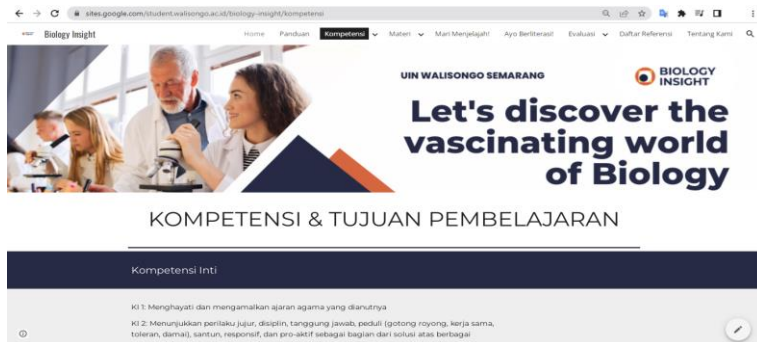 sites.google.com/student.walisongo.ac.id/biology-insight/kompetensi
Biology Insight
Home Panduan Kompetensi Materi Mari Menjelajah! Ayo Berliterasi! Evaluasi Daftar Referensi Tentang Kami
UIN WALISONGO SEMARANG
BIOLOGY
INSIGHT
Let's discover the
vascinating world
of Biology
KOMPETENSI & TUJUAN PEMBELAJARAN
Kompetensi Inti
KI 1: Menghayati dan mengamalkan ajaran agama yang dianutnya
KI 2: Menunjukkan perilaku jujur, disiplin, tanggung jawab, peduli (gotong royong, kerja sama,
toleran, damai), santun, responsif, dan pro-aktif sebagai bagian dari solusi atas berbagai